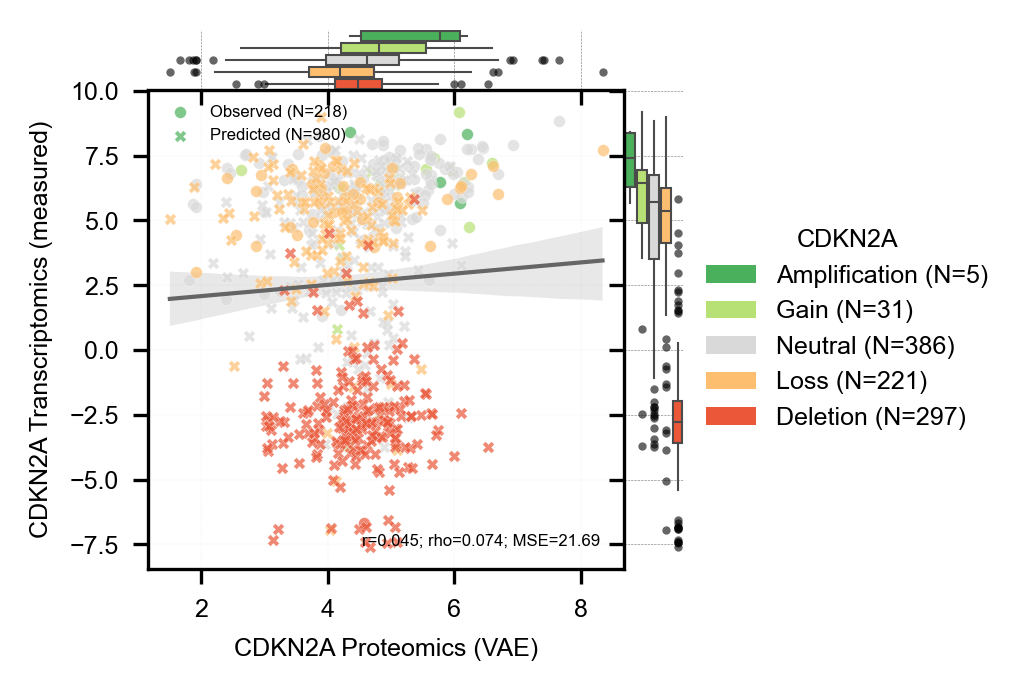 10.0
7.5
5.0
2.5
0.0
−2.5
−5.0
−7.5
CDKN2A Transcriptomics (measured)
Observed (N=218)
Predicted (N=980)
r=0.045; rho=0.074; MSE=21.69
2 4 6 8
CDKN2A Proteomics (VAE)
CDKN2A
Amplification (N=5)
Gain (N=31)
Neutral (N=386)
Loss (N=221)
Deletion (N=297)